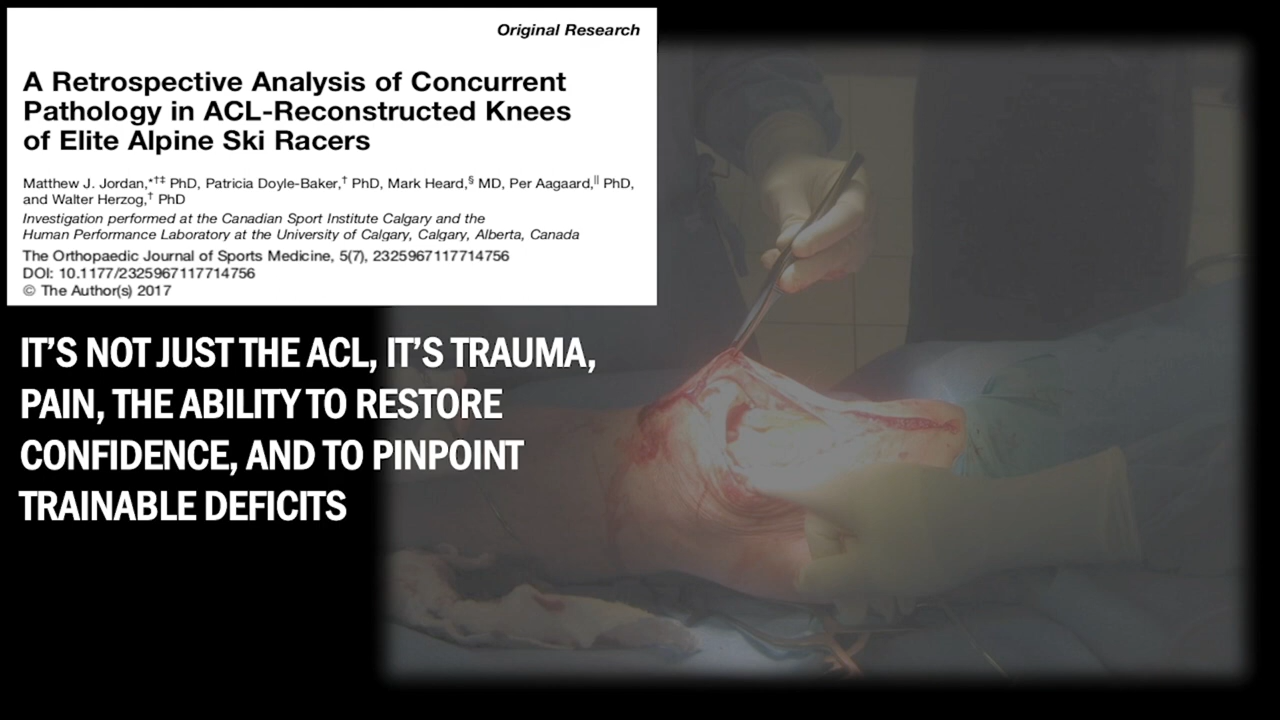 Original Research
A Retrospective Analysis of Concurrent
Pathology in ACL-Reconstructed Knees
of Elite Alpine Ski Racers
Matthew J. Jordan,*†‡ PhD, Patricia Doyle-Baker,† PhD, Mark Heard,§ MD, Per Aagaard,|| PhD,
and Walter Herzog,† PhD
Investigation performed at the Canadian Sport Institute Calgary and the
Human Performance Laboratory at the University of Calgary, Calgary, Alberta, Canada
The Orthopaedic Journal of Sports Medicine, 5(7), 2325967117714756
DOI: 10.1177/2325967117714756
© The Author(s) 2017
IT'S NOT JUST THE ACL, IT'S TRAUMA,
PAIN, THE ABILITY TO RESTORE
CONFIDENCE, AND TO PINPOINT
TRAINABLE DEFICITS